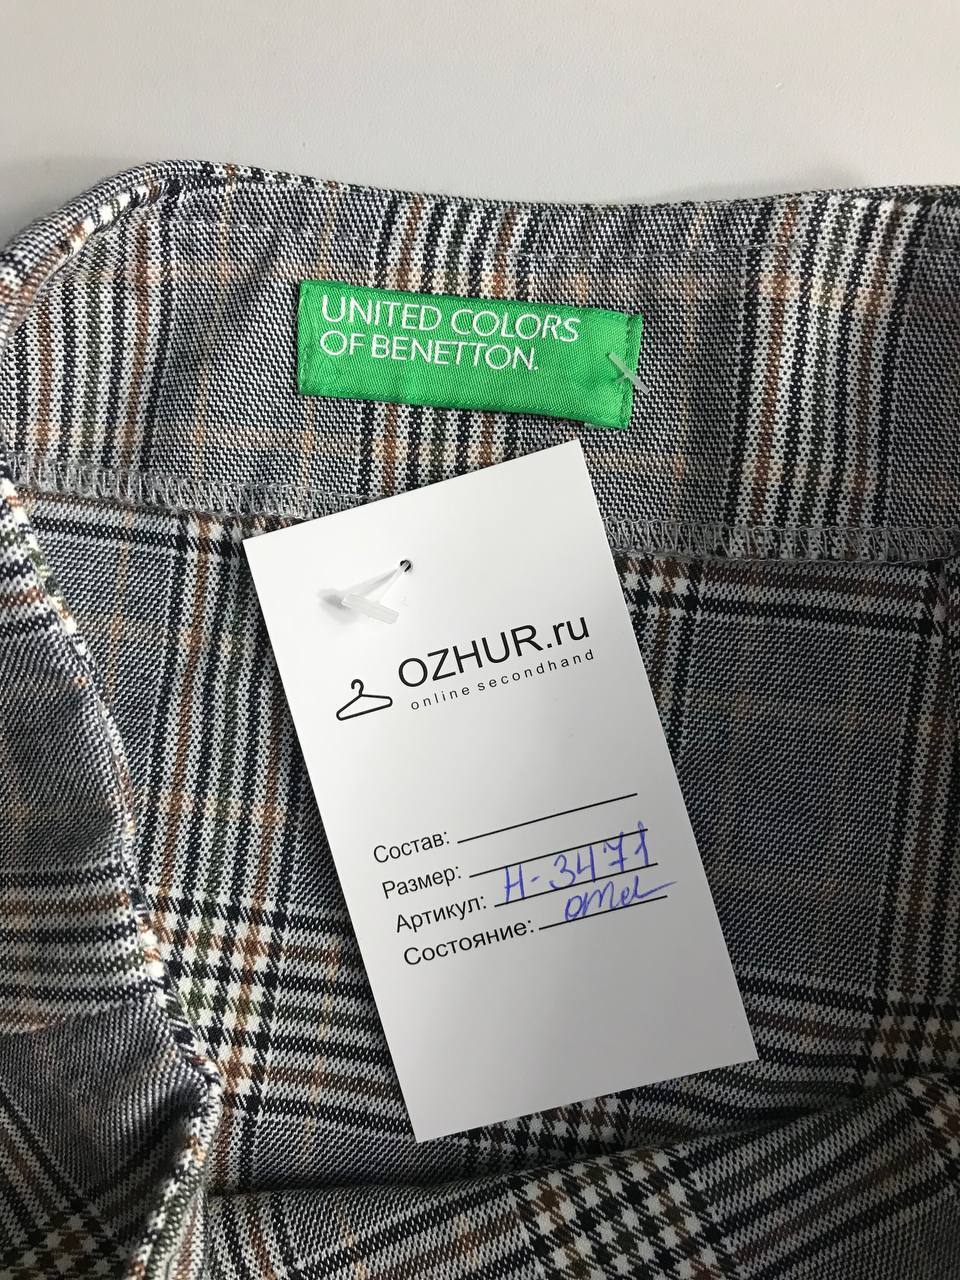 UNITED COLORS
OF BENETTON.
OZHUR.ru
online secondhand
Состав:
Размер:
Артикул: Н-3471
Состояние: отл